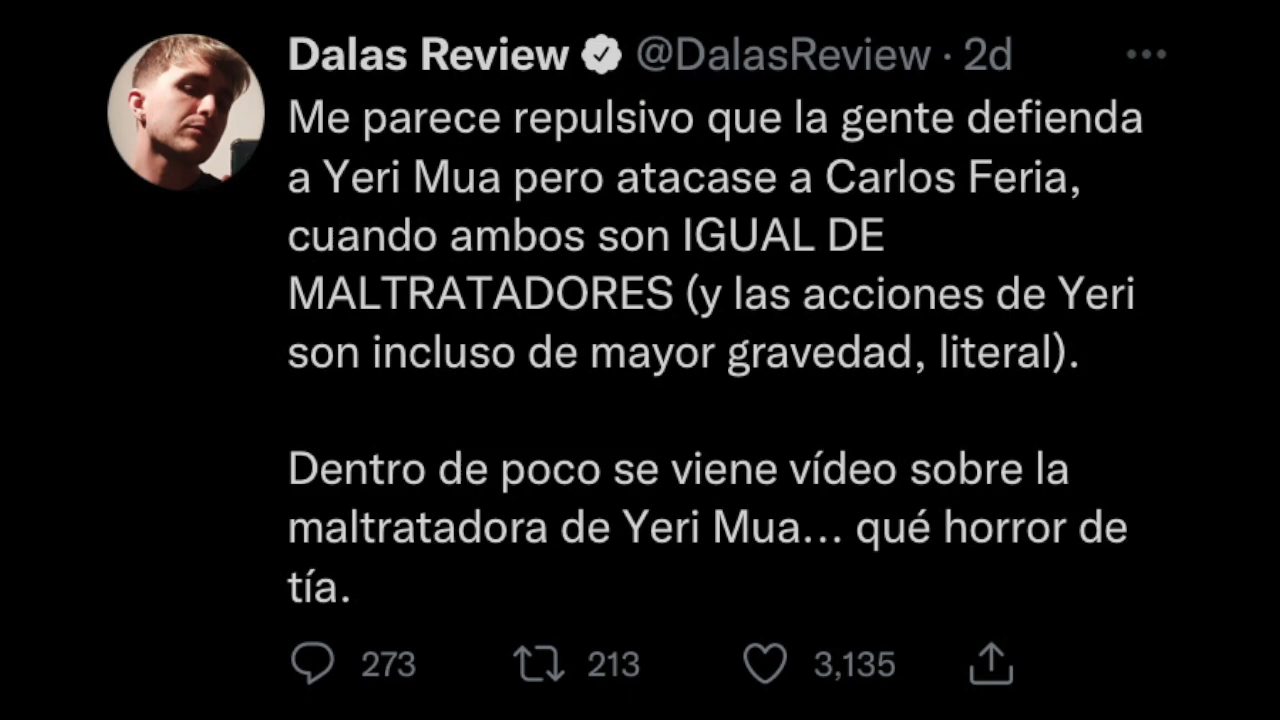 Dalas Review @DalasReview · 2d
Me parece repulsivo que la gente defienda
a Yeri Mua pero atacase a Carlos Feria,
cuando ambos son IGUAL DE
MALTRATADORES (y las acciones de Yeri
son incluso de mayor gravedad, literal).
Dentro de poco se viene vídeo sobre la
maltratadora de Yeri Mua... qué horror de
tía.
273 213 3,135